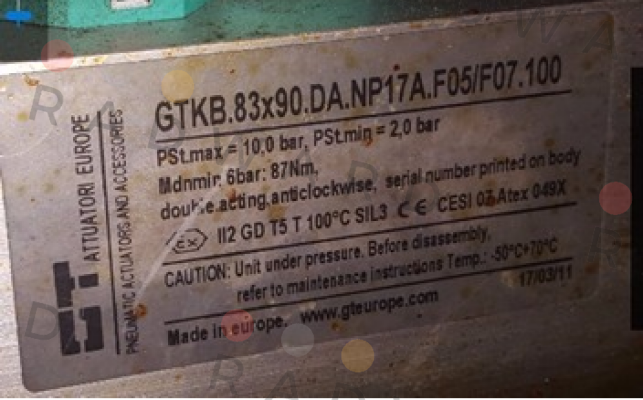 GT
ATTUATORI EUROPE
PNEUMATIC ACTUATORS AND ACCESSORIES
GTKB.83x90.DA.NP17A.F05/F07.100
PSt.max = 10,0 bar, PSt.min = 2,0 bar
Mdnmin 6bar: 87Nm,
double acting,anticlockwise, serial number printed on body
Ex II2 GD T5 T 100°C SIL3 CE CESI 03 Atex 049X
CAUTION: Unit under pressure. Before disassembly,
refer to maintenance instructions Temp.: -50°C+70°C
17/03/11
Made in europe. www.gteurope.com